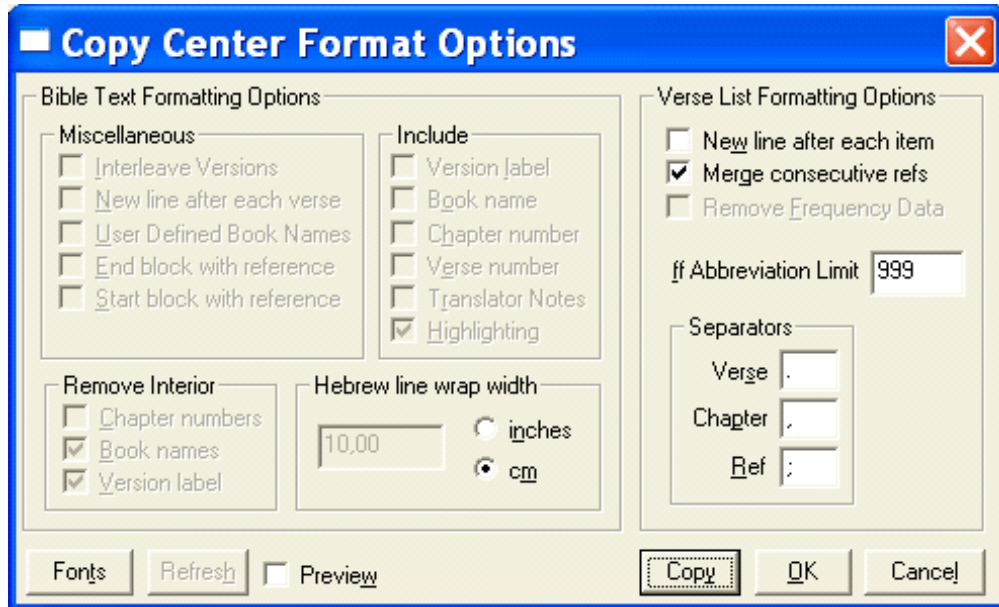 Copy Center Format Options
Bible Text Formatting Options
Miscellaneous
Interleave Versions
New line after each verse
User Defined Book Names
End block with reference
Start block with reference
Include
Version label
Book name
Chapter number
Verse number
Translator Notes
Highlighting
Remove Interior
Chapter numbers
Book names
Version label
Hebrew line wrap width
10,00
inches
cm
Verse List Formatting Options
New line after each item
Merge consecutive refs
Remove Frequency Data
ff Abbreviation Limit 999
Separators
Verse .
Chapter ,
Ref ;
Fonts Refresh Preview Copy OK Cancel